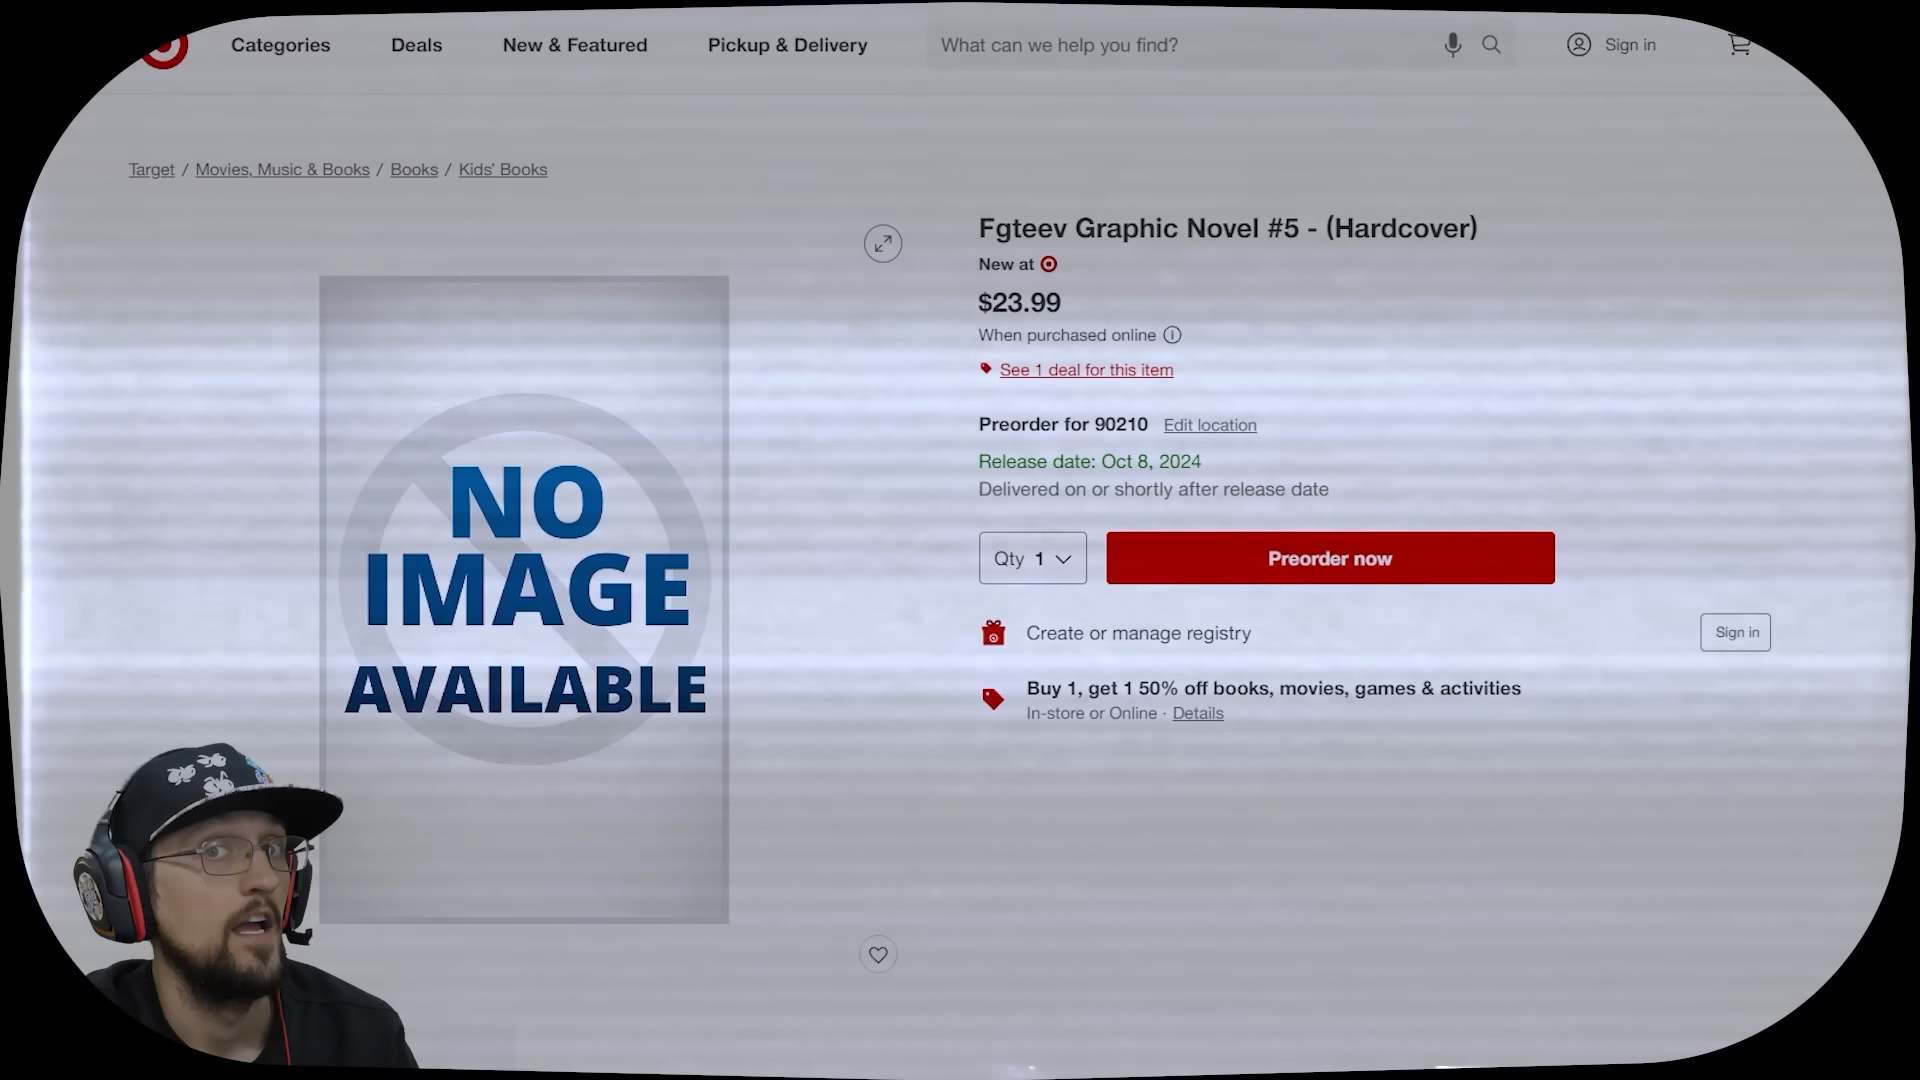 Categories
Deals
New & Featured
Pickup & Delivery
What can we help you find?
Sign in
Target / Movies, Music & Books / Books / Kids' Books
Fgteev Graphic Novel #5 - (Hardcover)
New at
$23.99
When purchased online
See 1 deal for this item
Preorder for 90210 Edit location
Release date: Oct 8, 2024
Delivered on or shortly after release date
Qty 1
Preorder now
Create or manage registry
Sign in
Buy 1, get 1 50% off books, movies, games & activities
In-store or Online · Details
NO
IMAGE
AVAILABLE